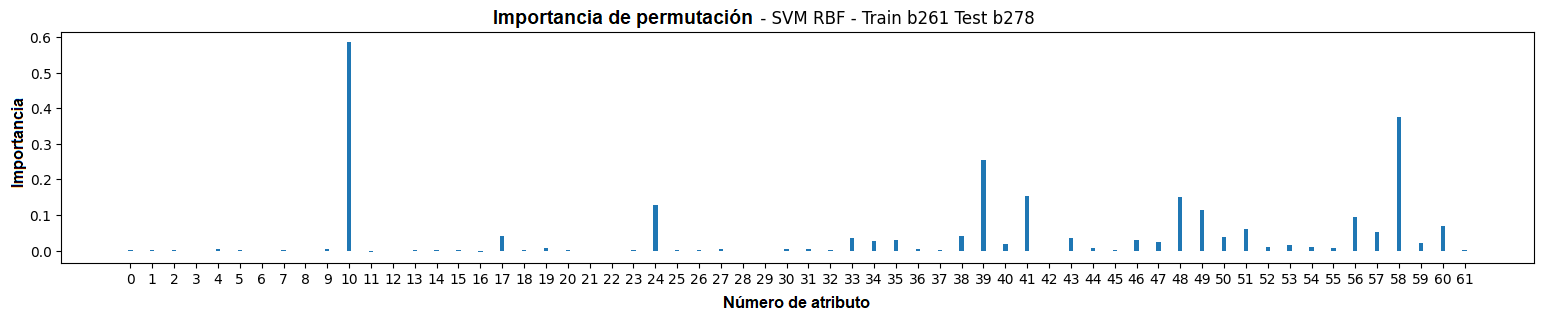 Importancia de permutación - SVM RBF - Train b261 Test b278
0.6
0.5
0.4
0.3
0.2
0.1
0.0
Importancia
0 1 2 3 4 5 6 7 8 9 10 11 12 13 14 15 16 17 18 19 20 21 22 23 24 25 26 27 28 29 30 31 32 33 34 35 36 37 38 39 40 41 42 43 44 45 46 47 48 49 50 51 52 53 54 55 56 57 58 59 60 61
Número de atributo